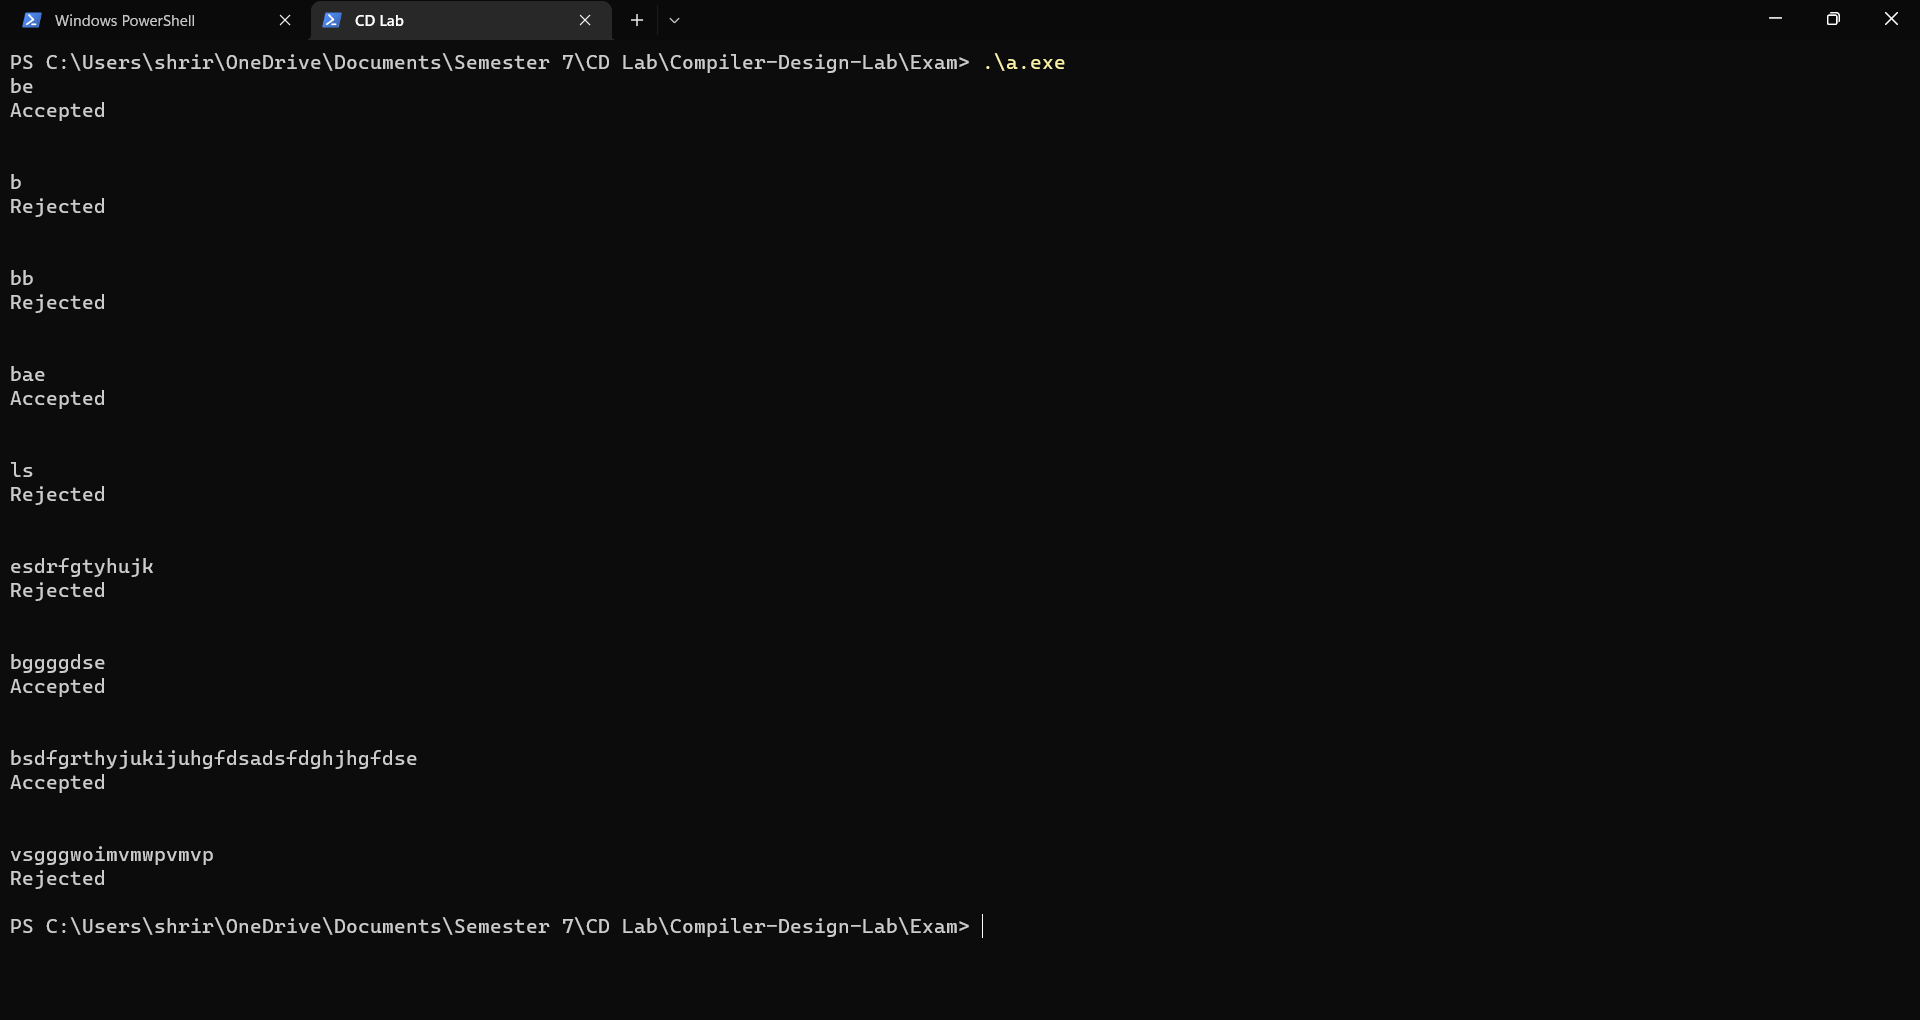 Windows PowerShell
CD Lab
PS C:\Users\shrir\OneDrive\Documents\Semester 7\CD Lab\Compiler-Design-Lab\Exam> .\a.exe
be
Accepted
b
Rejected
bb
Rejected
bae
Accepted
ls
Rejected
esdrfgtyhujk
Rejected
bggggdse
Accepted
bsdfgrthyjukijuhgfdsadsfdghjhgfdse
Accepted
vsgggwoimvmwpvmvp
Rejected
PS C:\Users\shrir\OneDrive\Documents\Semester 7\CD Lab\Compiler-Design-Lab\Exam>